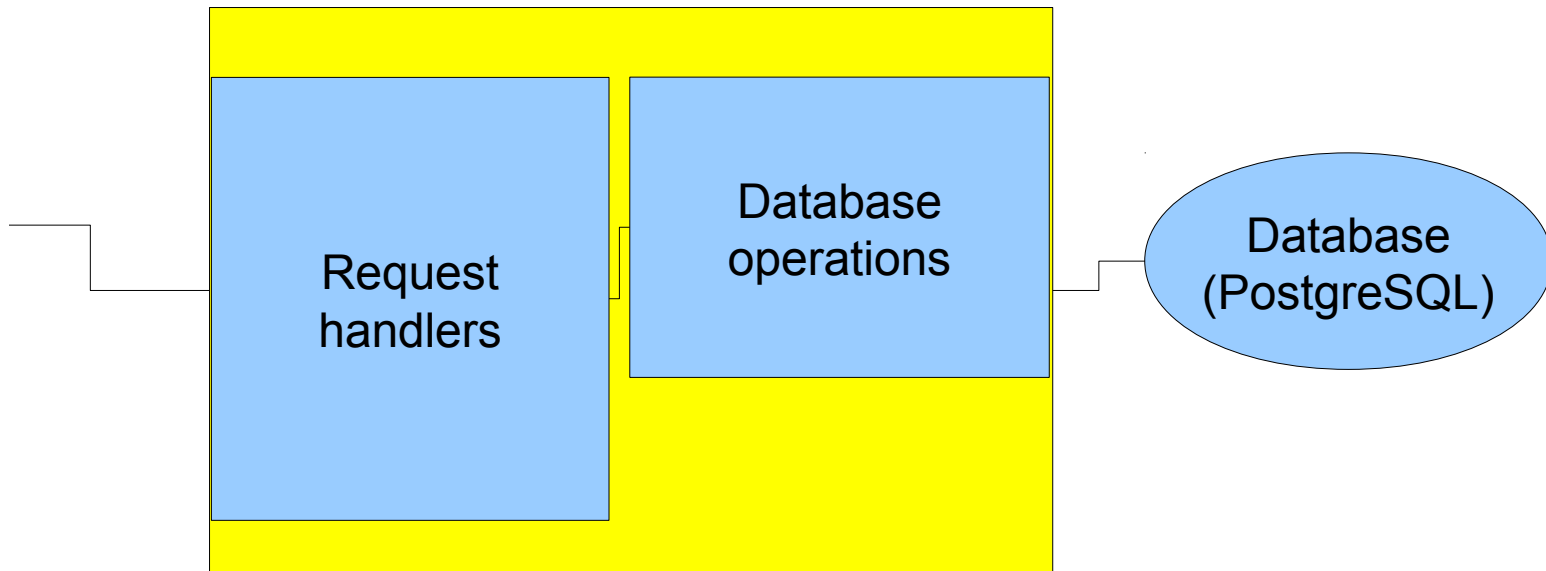 Request
handlers
Database
operations
Database
(PostgreSQL)